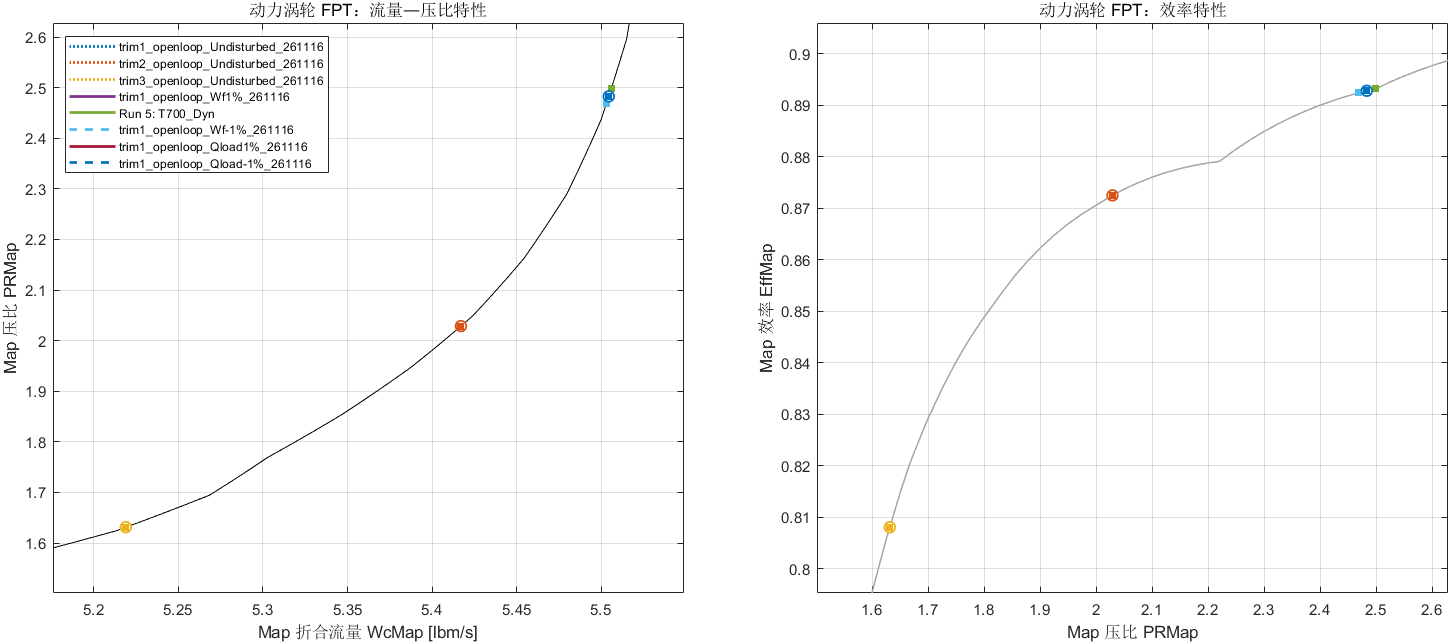 动力涡轮 FPT：流量—压比特性
2.6
2.5
2.4
2.3
2.2
2.1
2
1.9
1.8
1.7
1.6
Map 压比 PRMap
trim1_openloop_Undisturbed_261116
trim2_openloop_Undisturbed_261116
trim3_openloop_Undisturbed_261116
trim1_openloop_Wf1%_261116
Run 5: T700_Dyn
trim1_openloop_Wf-1%_261116
trim1_openloop_Qload1%_261116
trim1_openloop_Qload-1%_261116
5.2 5.25 5.3 5.35 5.4 5.45 5.5
Map 折合流量 WcMap [lbm/s]
动力涡轮 FPT：效率特性
0.9
0.89
0.88
0.87
0.86
0.85
0.84
0.83
0.82
0.81
0.8
Map 效率 EffMap
1.6 1.7 1.8 1.9 2 2.1 2.2 2.3 2.4 2.5 2.6
Map 压比 PRMap